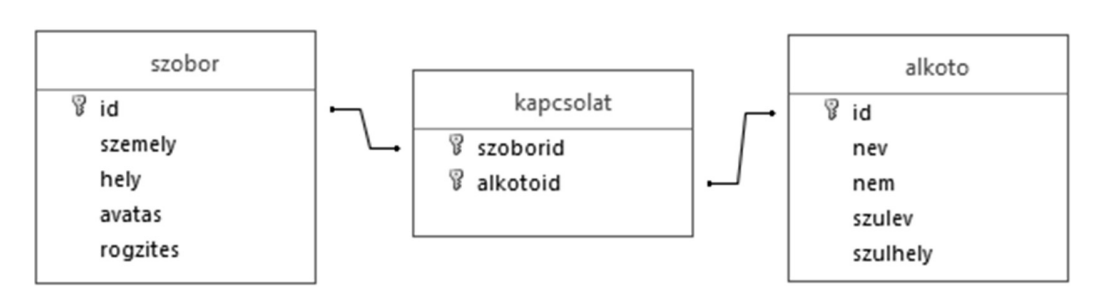 szobor
id
szemely
hely
avatas
rogzites
kapcsolat
szoborid
alkotoid
alkoto
id
nev
nem
szulev
szulhely